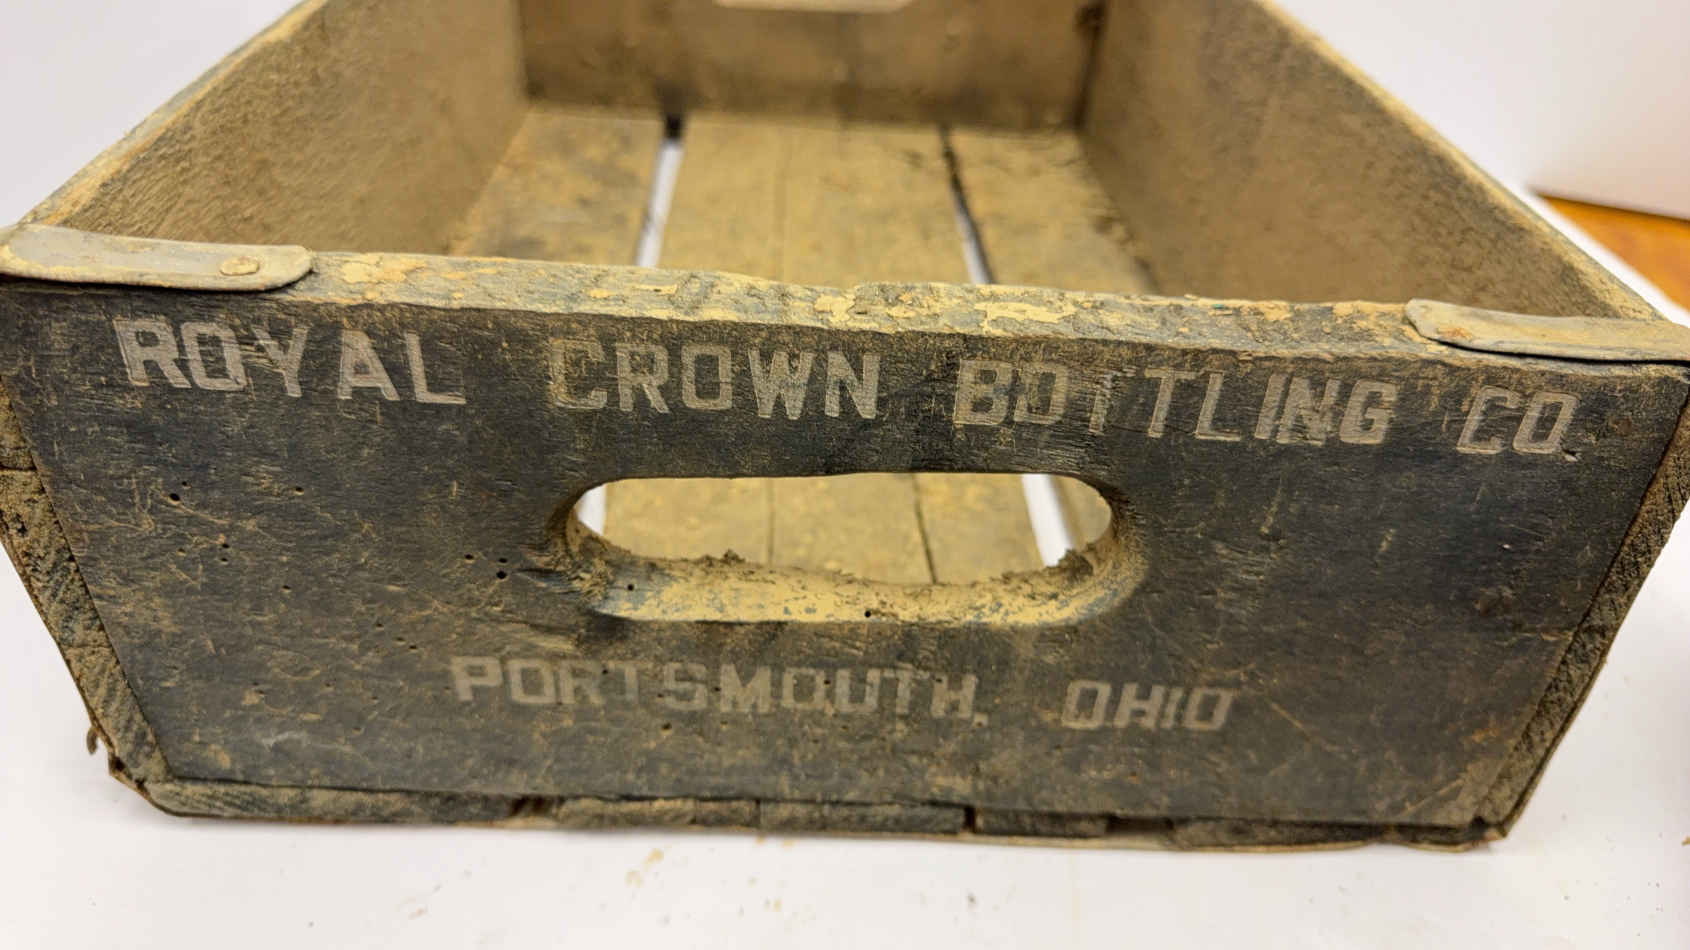 ROYAL CROWN BOTTLING CO.
PORTSMOUTH, OHIO